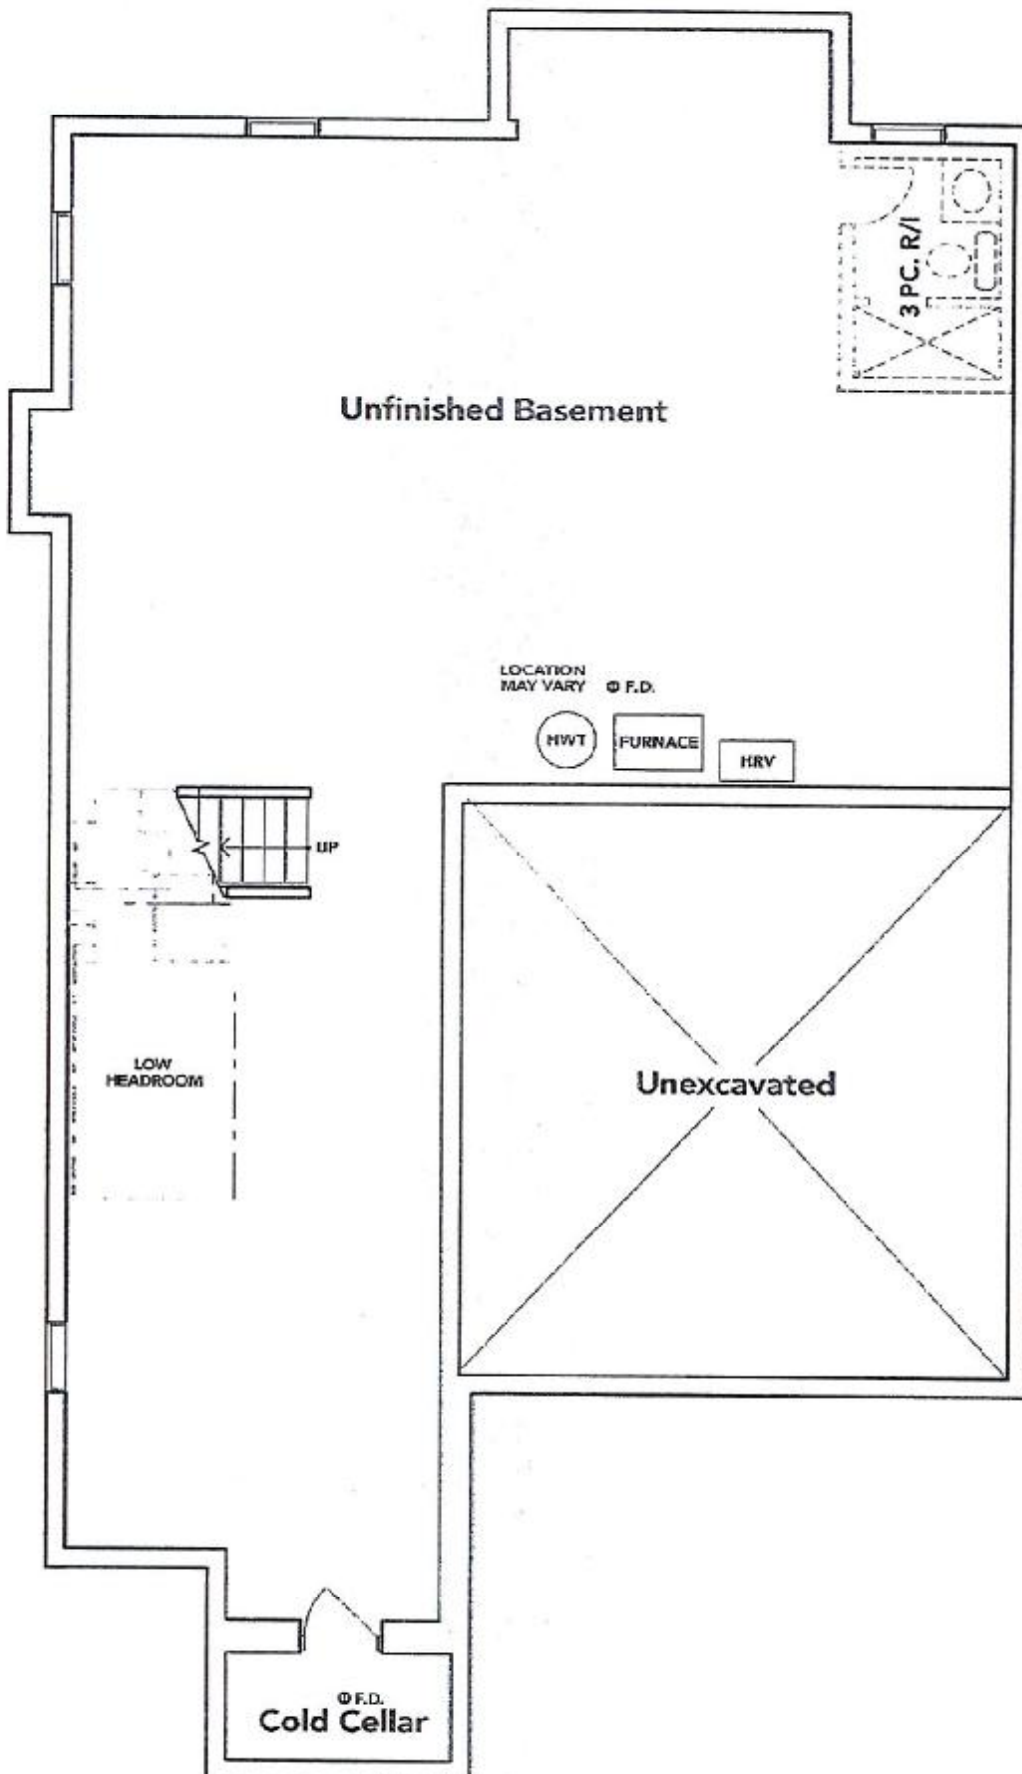 3 PC. R/I
Unfinished Basement
LOCATION
MAY VARY
Φ F.D.
HWT
FURNACE
HRV
UP
LOW
HEADROOM
Unexcavated
Φ F.D.
Cold Cellar